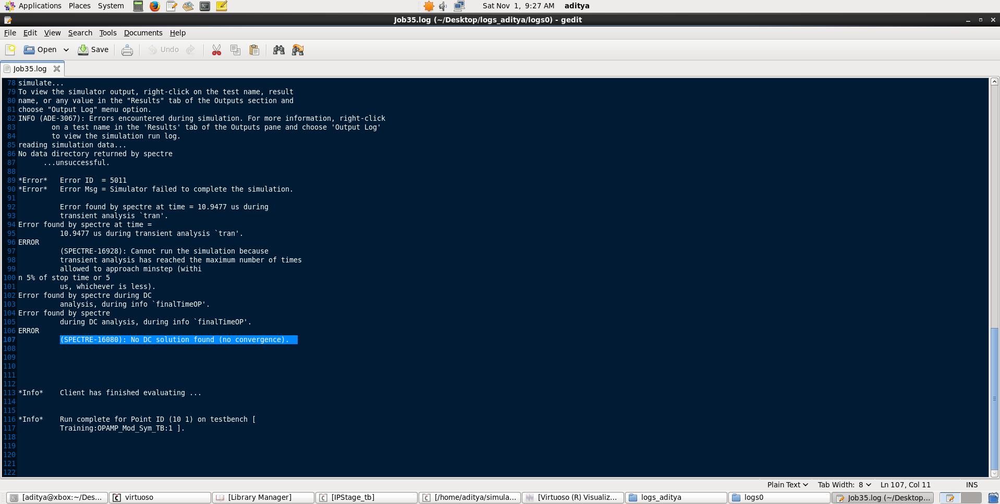 Applications Places System Sat Nov 1, 9:27 AM aditya
Job35.log (~/Desktop/logs_aditya/logs0) - gedit
File Edit View Search Tools Documents Help
Open Save Undo
Job35.log
78 simulate...
79 To view the simulator output, right-click on the test name, result
80 name, or any value in the "Results" tab of the Outputs section and
81 choose "Output Log" menu option.
82 INFO (ADE-3067): Errors encountered during simulation. For more information, right-click
83 on a test name in the 'Results' tab of the Outputs pane and choose 'Output Log'
84 to view the simulation run log.
85 reading simulation data...
86 No data directory returned by spectre
87 ...unsuccessful.
88
89 *Error* Error ID = 5011
90 *Error* Error Msg = Simulator failed to complete the simulation.
91
92 Error found by spectre at time = 10.9477 us during
93 transient analysis `tran'.
94 Error found by spectre at time =
95 10.9477 us during transient analysis `tran'.
96 ERROR
97 (SPECTRE-16928): Cannot run the simulation because
98 transient analysis has reached the maximum number of times
99 allowed to approach minstep (withi
100 n 5% of stop time or 5
101 us, whichever is less).
102 Error found by spectre during DC
103 analysis, during info `finalTimeOP'.
104 Error found by spectre
105 during DC analysis, during info `finalTimeOP'.
106 ERROR
107 (SPECTRE-16080): No DC solution found (no convergence).
108
109
110
111
112
113 *Info* Client has finished evaluating ...
114
115
116 *Info* Run complete for Point ID (10 1) on testbench [
117 Training:OPAMP_Mod_Sym_TB:1 ].
118
119
120
121
122
Plain Text Tab Width: 8 Ln 107, Col 11 INS
[aditya@xbox:~/Des... virtuoso [Library Manager] [IPStage_tb] [/home/aditya/simula... [Virtuoso (R) Visualiz... logs_aditya logs0 Job35.log (~/Desktop...